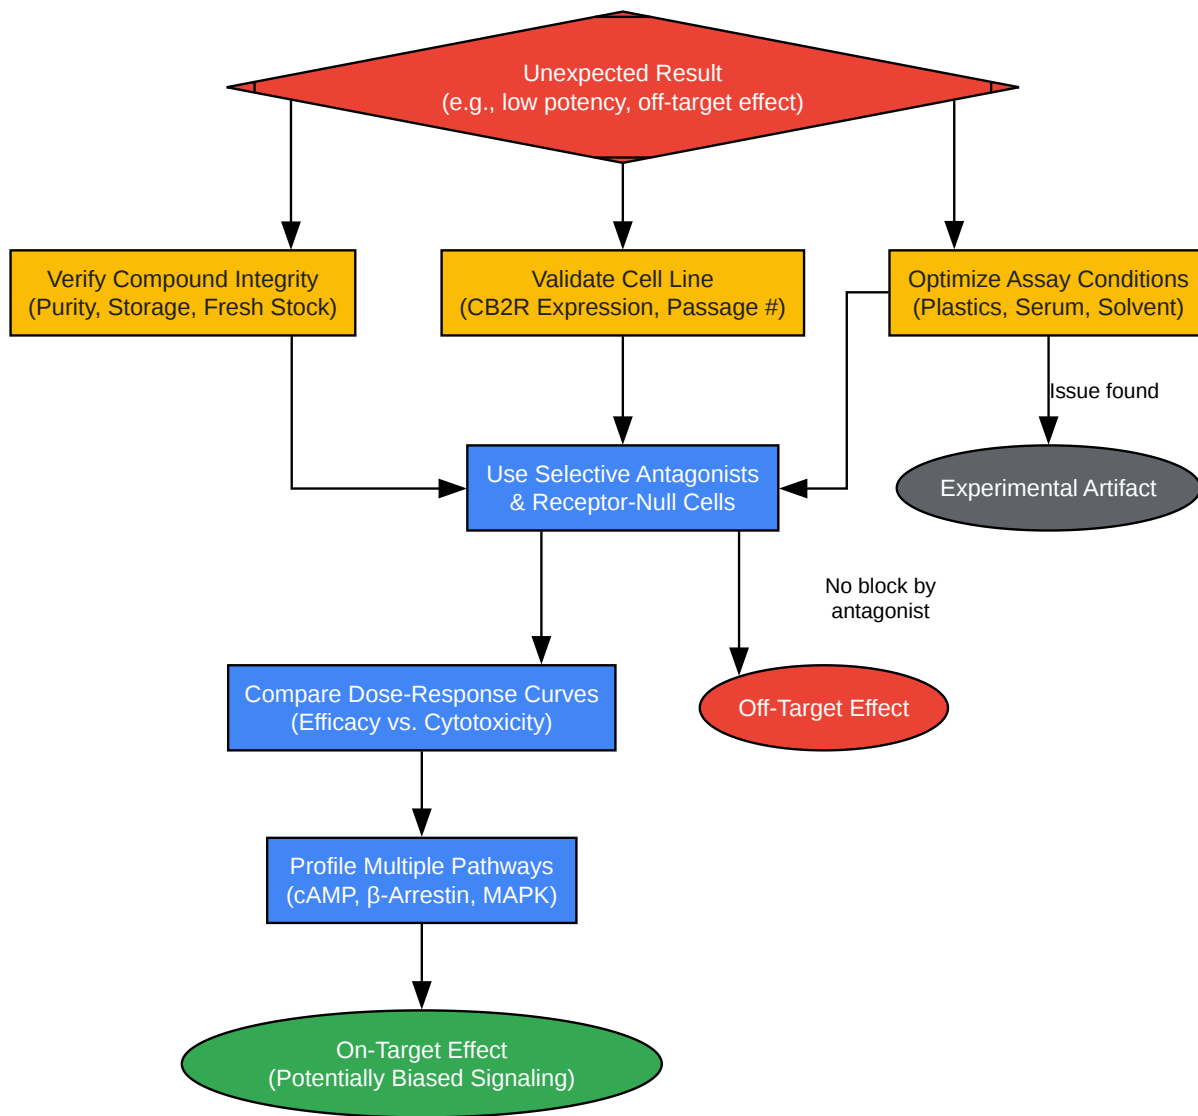 Unexpected Result
(e.g., low potency, off-target effect)
Verify Compound Integrity
(Purity, Storage, Fresh Stock)
Validate Cell Line
(CB2R Expression, Passage #)
Optimize Assay Conditions
(Plastics, Serum, Solvent)
Issue found
Use Selective Antagonists
& Receptor-Null Cells
Experimental Artifact
No block by
antagonist
Compare Dose-Response Curves
(Efficacy vs. Cytotoxicity)
Off-Target Effect
Profile Multiple Pathways
(cAMP, β-Arrestin, MAPK)
On-Target Effect
(Potentially Biased Signaling)